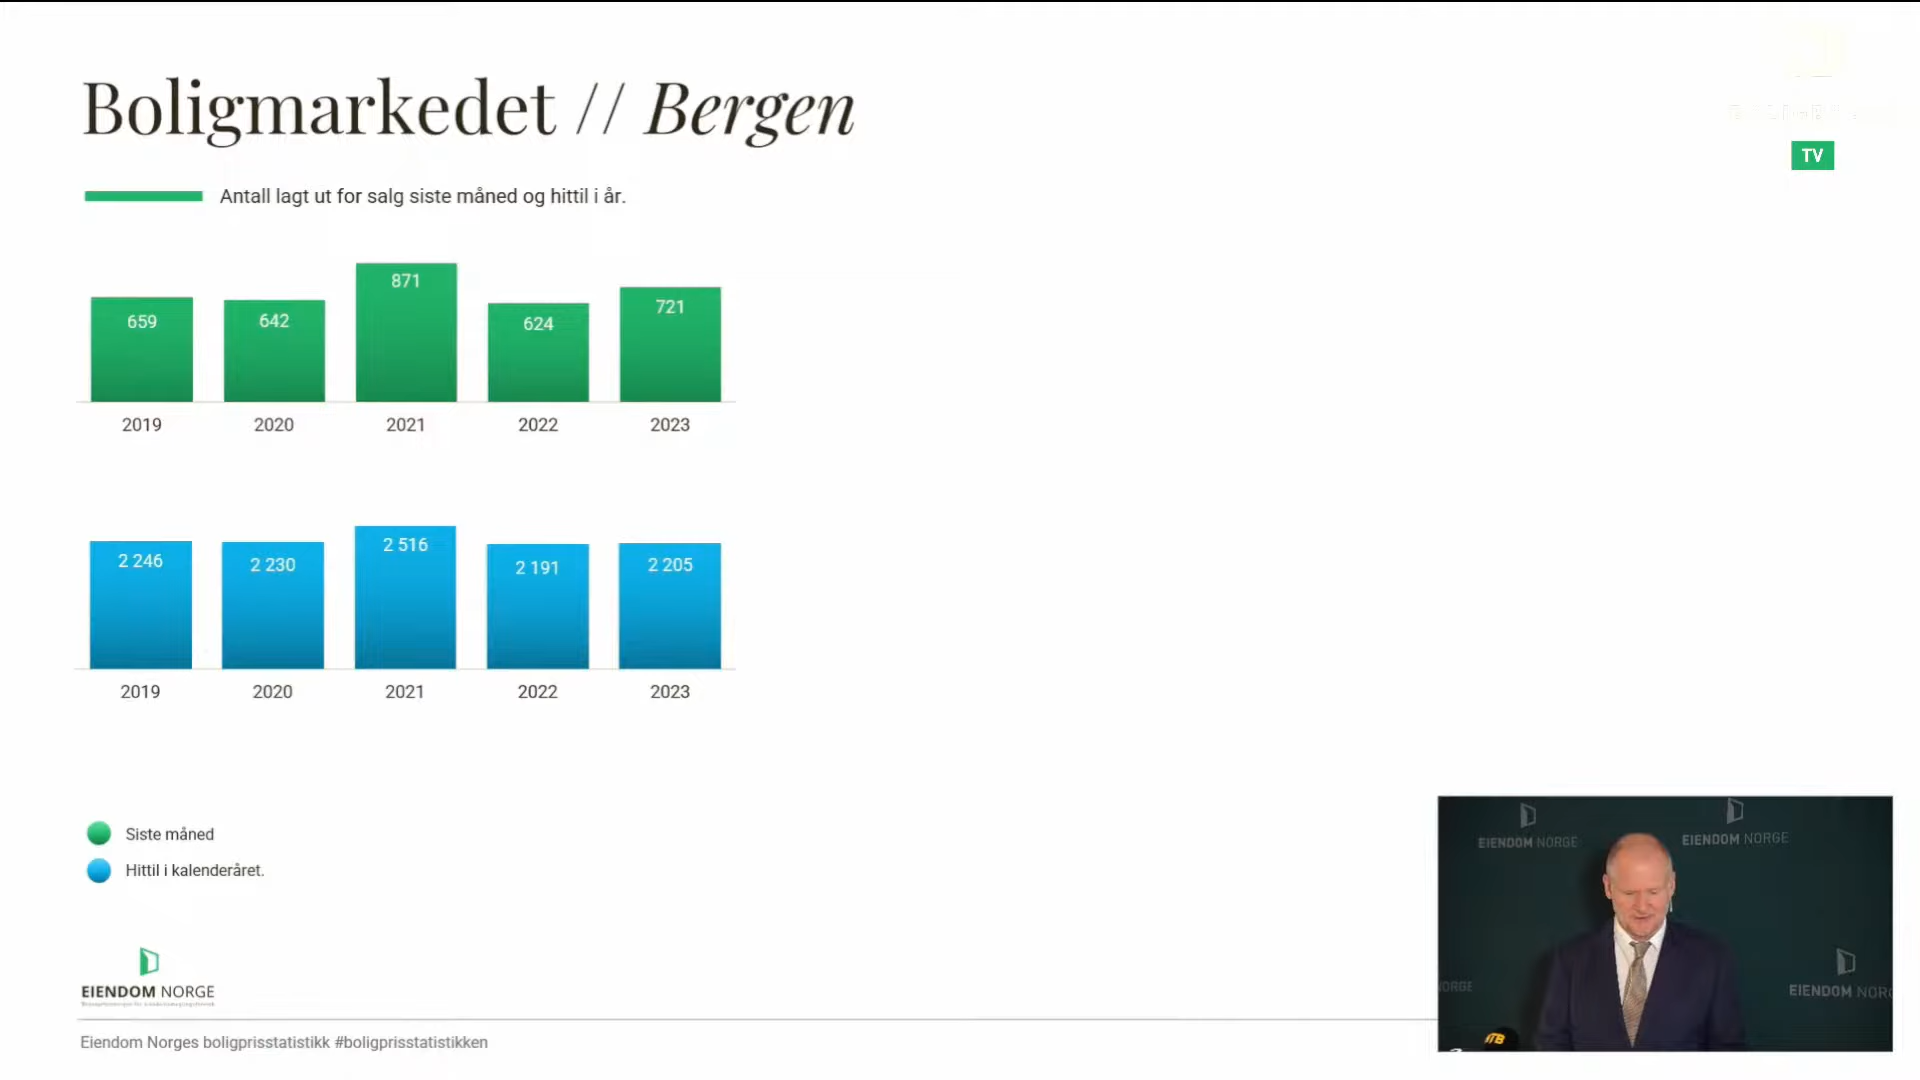 Boligmarkedet // Bergen
TV
Antall lagt ut for salg siste måned og hittil i år.
659
642
871
624
721
2019
2020
2021
2022
2023
2 246
2 230
2 516
2 191
2 205
2019
2020
2021
2022
2023
Siste måned
Hittil i kalenderåret.
EIENDOM NORGE
Eiendom Norges boligprisstatistikk #boligprisstatistikken
EIENDOM NORGE
EIENDOM NORGE
ORGE
EIENDOM NORG